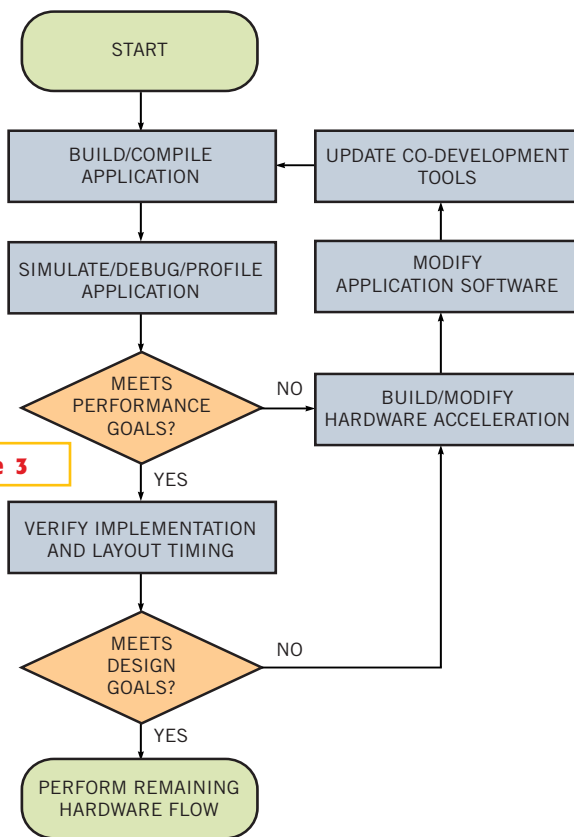 START
BUILD/COMPILE
APPLICATION
UPDATE CO-DEVELOPMENT
TOOLS
SIMULATE/DEBUG/PROFILE
APPLICATION
MODIFY
APPLICATION SOFTWARE
MEETS
PERFORMANCE
GOALS?
NO
BUILD/MODIFY
HARDWARE ACCELERATION
3
YES
VERIFY IMPLEMENTATION
AND LAYOUT TIMING
MEETS
DESIGN
GOALS?
NO
YES
PERFORM REMAINING
HARDWARE FLOW